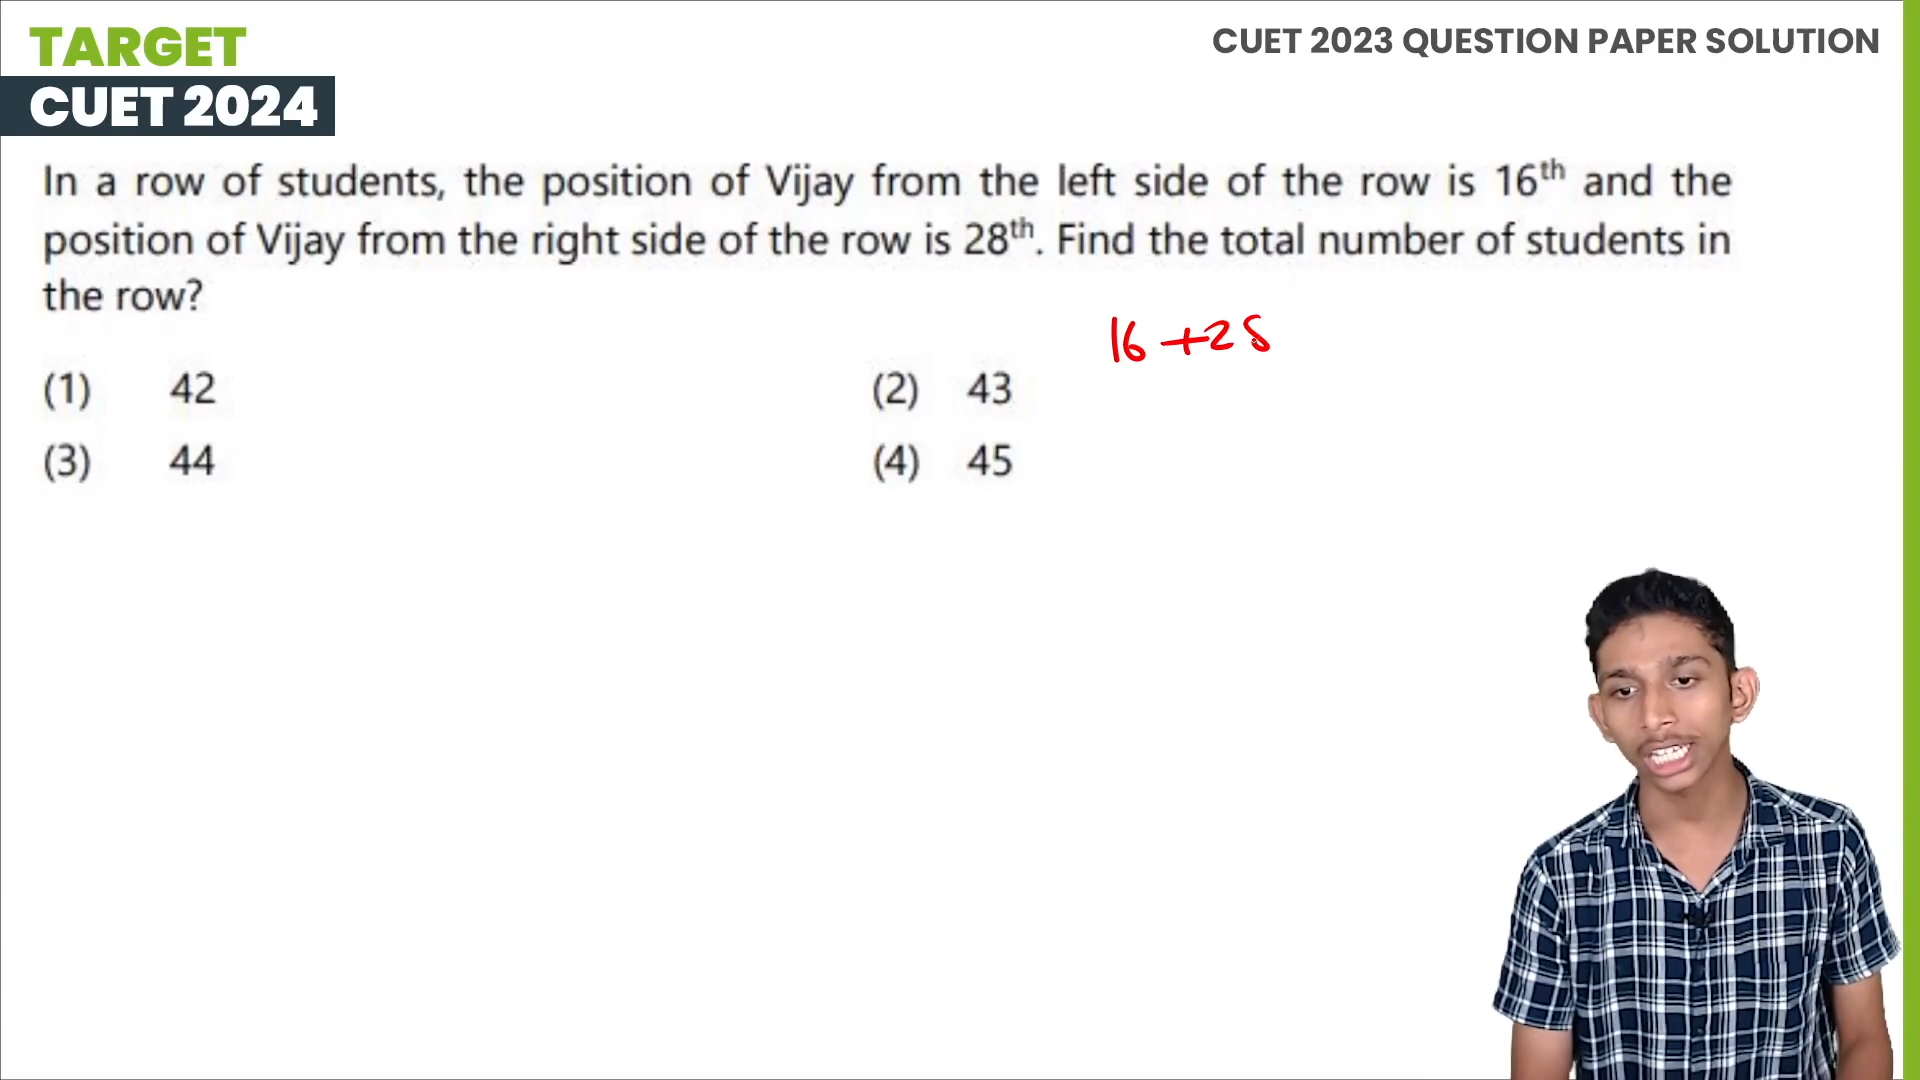 TARGET
CUET 2024
CUET 2023 QUESTION PAPER SOLUTION
In a row of students, the position of Vijay from the left side of the row is 16th and the
position of Vijay from the right side of the row is 28th. Find the total number of students in
the row?
16 +28
(1) 42
(2) 43
(3) 44
(4) 45